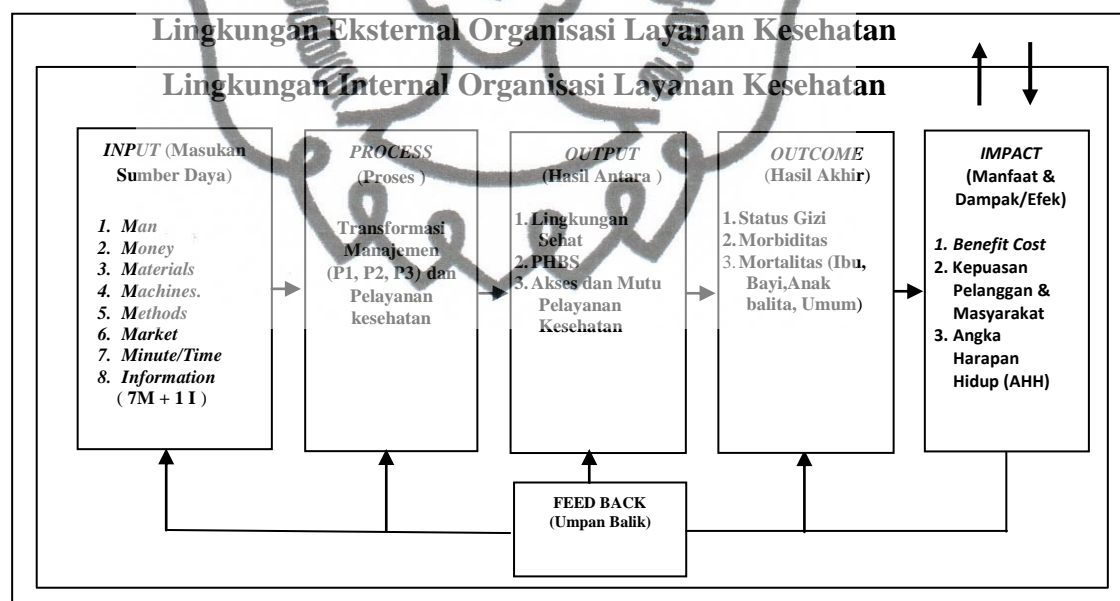 Lingkungan Eksternal Organisasi Layanan Kesehatan
Lingkungan Internal Organisasi Layanan Kesehatan
INPUT (Masukan
Sumber Daya)
1. Man
2. Money
3. Materials
4. Machines.
5. Methods
6. Market
7. Minute/Time
8. Information
( 7M + 1 I )
PROCESS
(Proses )
Transformasi
Manajemen
(P1, P2, P3) dan
Pelayanan
kesehatan
OUTPUT
(Hasil Antara )
1. Lingkungan
Sehat
2. PHBS
3. Akses dan Mutu
Pelayanan
Kesehatan
OUTCOME
(Hasil Akhir)
1. Status Gizi
2. Morbiditas
3. Mortalitas (Ibu,
Bayi,Anak
balita, Umum)
IMPACT
(Manfaat &
Dampak/Efek)
1. Benefit Cost
2. Kepuasan
Pelanggan &
Masyarakat
3. Angka
Harapan
Hidup (AHH)
FEED BACK
(Umpan Balik)